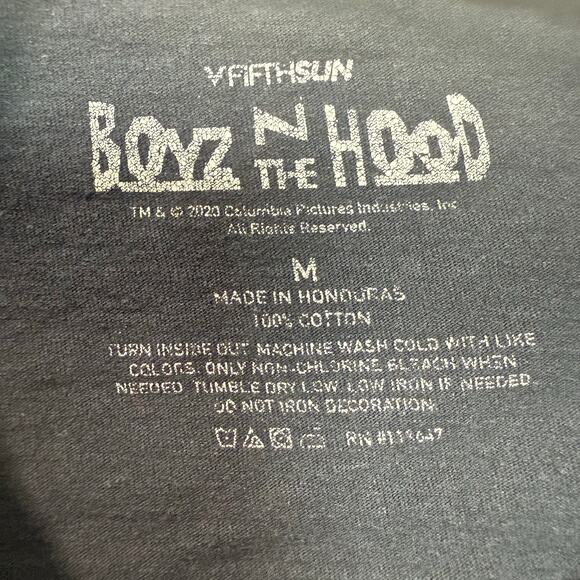 FIFTHSUN
BOYZ N THE HOOD
TM & © 2020 Columbia Pictures Industries, Inc
All Rights Reserved.
M
MADE IN HONDURAS
100% COTTON
TURN INSIDE OUT MACHINE WASH COLD WITH LIKE
COLORS. ONLY NON-CHLORINE BLEACH WHEN
NEEDED. TUMBLE DRY LOW. LOW IRON IF NEEDED.
DO NOT IRON DECORATION.
RN #119647